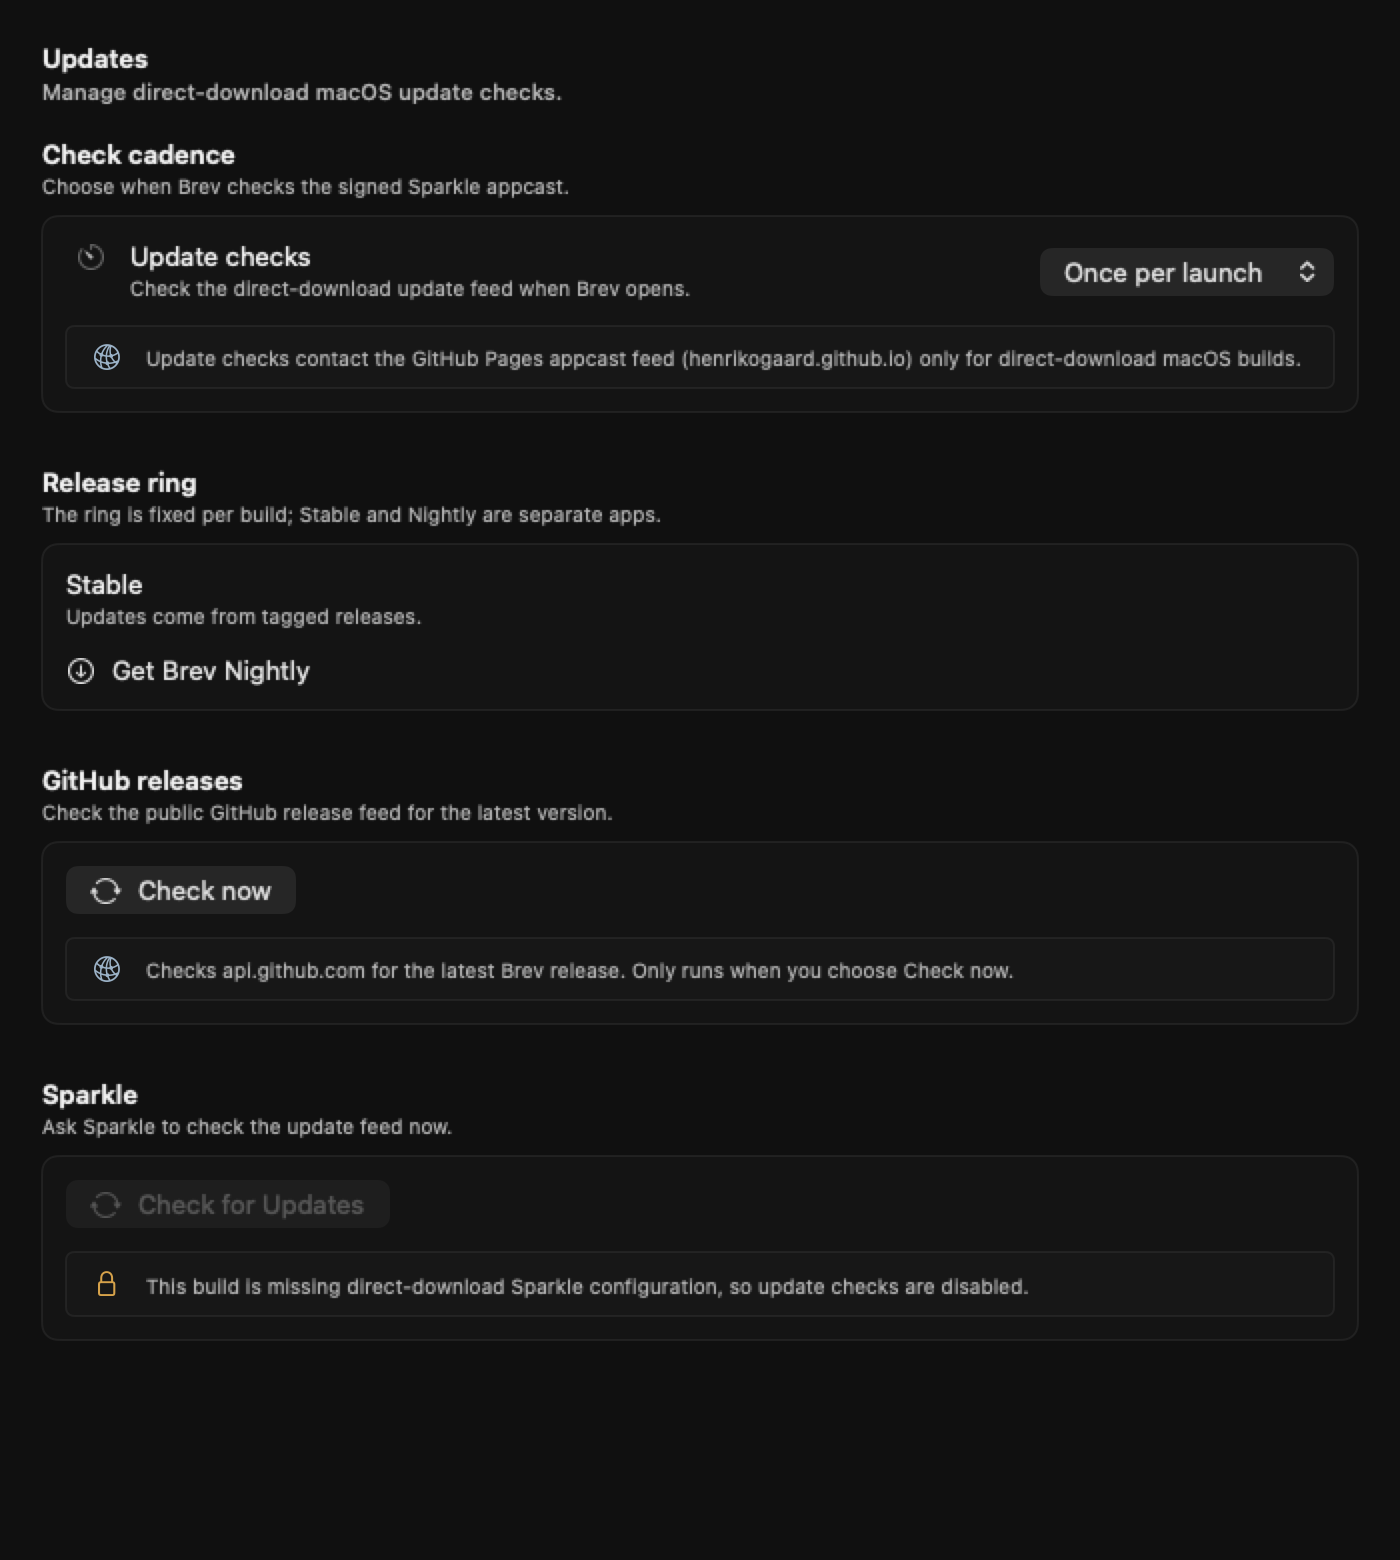 Updates
Manage direct-download macOS update checks.
Check cadence
Choose when Brev checks the signed Sparkle appcast.
Update checks
Check the direct-download update feed when Brev opens.
Once per launch
Update checks contact the GitHub Pages appcast feed (henrikogaard.github.io) only for direct-download macOS builds.
Release ring
The ring is fixed per build; Stable and Nightly are separate apps.
Stable
Updates come from tagged releases.
Get Brev Nightly
GitHub releases
Check the public GitHub release feed for the latest version.
Check now
Checks api.github.com for the latest Brev release. Only runs when you choose Check now.
Sparkle
Ask Sparkle to check the update feed now.
Check for Updates
This build is missing direct-download Sparkle configuration, so update checks are disabled.